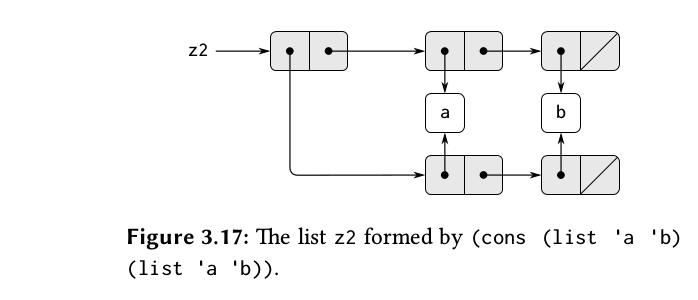 z2
a
b
Figure 3.17: The list z2 formed by (cons (list 'a 'b)
(list 'a 'b)).